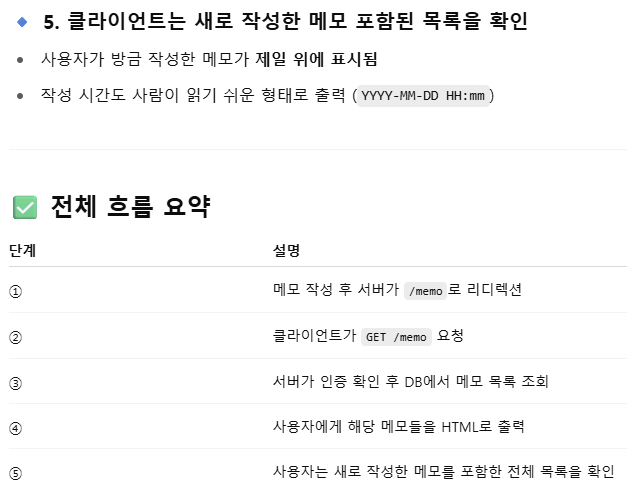 5. 클라이언트는 새로 작성한 메모 포함된 목록을 확인
사용자가 방금 작성한 메모가 제일 위에 표시됨
작성 시간도 사람이 읽기 쉬운 형태로 출력 (YYYY-MM-DD HH:mm)
전체 흐름 요약
단계 설명
① 메모 작성 후 서버가 /memo로 리디렉션
② 클라이언트가 GET /memo 요청
③ 서버가 인증 확인 후 DB에서 메모 목록 조회
④ 사용자에게 해당 메모들을 HTML로 출력
⑤ 사용자는 새로 작성한 메모를 포함한 전체 목록을 확인